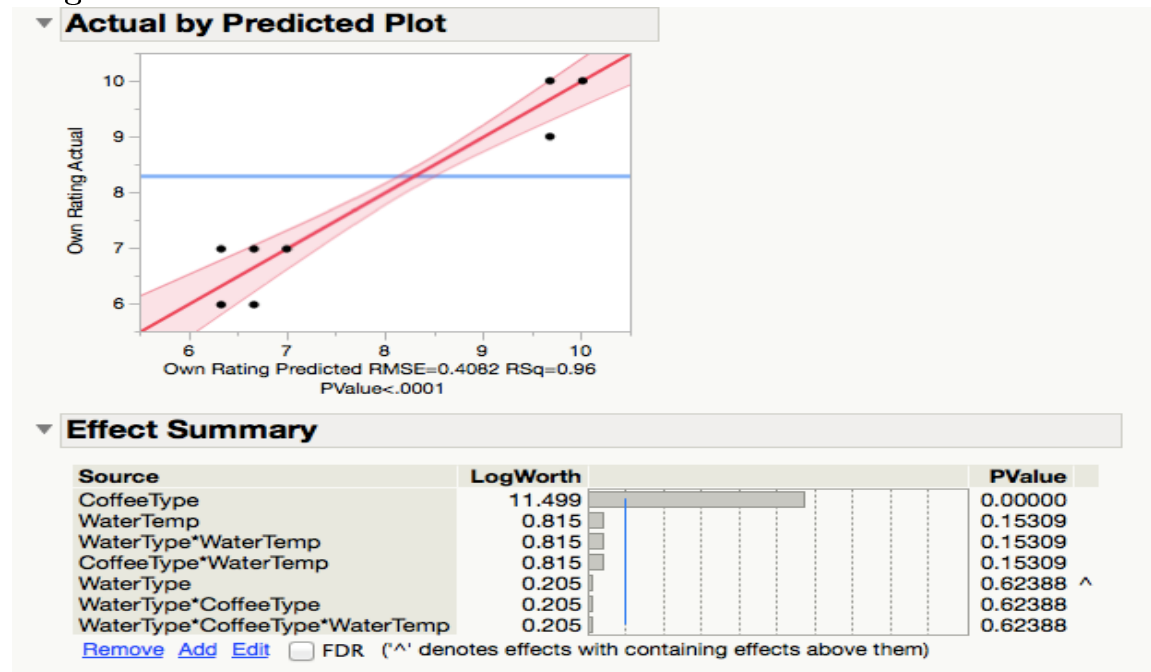 Actual by Predicted Plot
10
9
8
7
6
Own Rating Actual
6 7 8 9 10
Own Rating Predicted RMSE=0.4082 RSq=0.96
PValue<.0001
Effect Summary
Source LogWorth PValue
CoffeeType 11.499 0.00000
WaterTemp 0.815 0.15309
WaterType*WaterTemp 0.815 0.15309
CoffeeType*WaterTemp 0.815 0.15309
WaterType 0.205 0.62388 ^
WaterType*CoffeeType 0.205 0.62388
WaterType*CoffeeType*WaterTemp 0.205 0.62388
Remove Add Edit FDR ('^' denotes effects with containing effects above them)